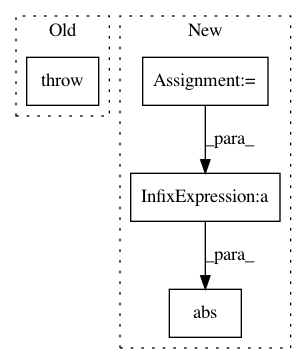 Old
New
throw
Assignment:=
_para_
InfixExpression:a
_para_
abs